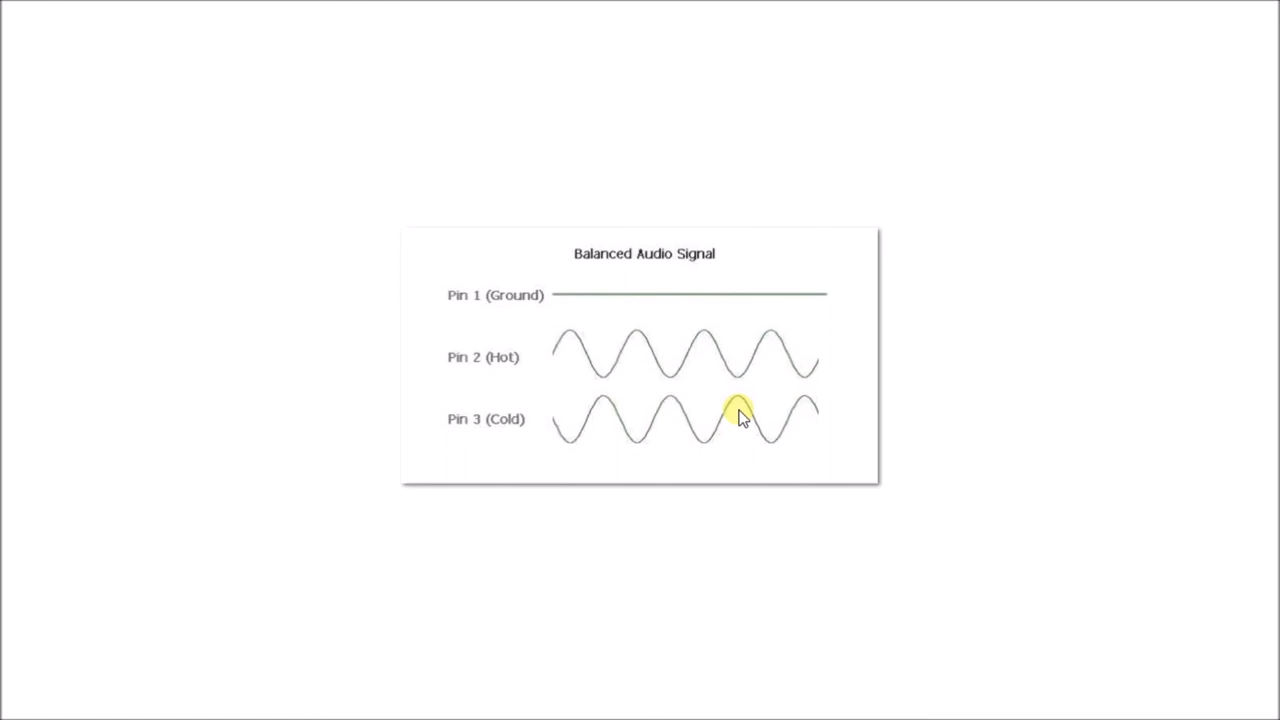 Balanced Audio Signal
Pin 1 (Ground)
Pin 2 (Hot)
Pin 3 (Cold)